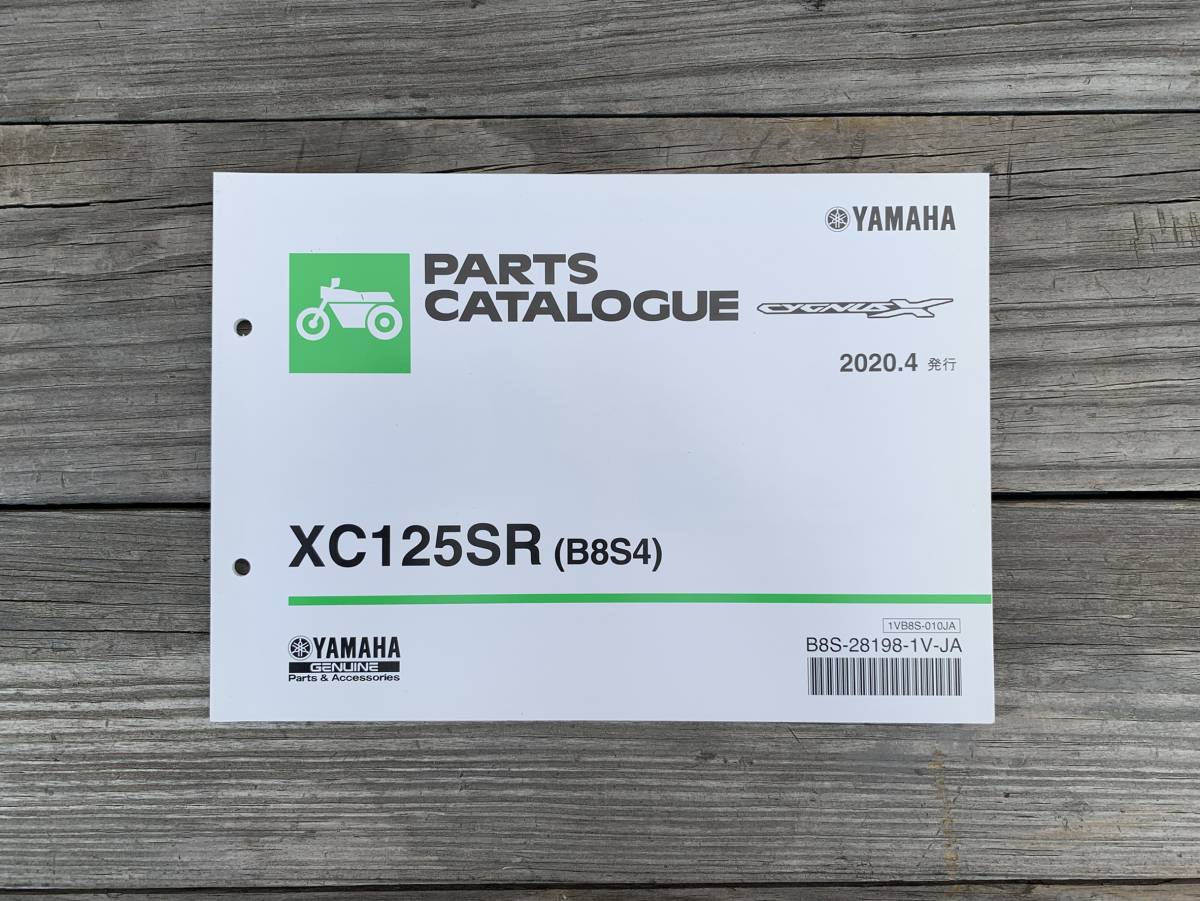 YAMAHA
PARTS
CATALOGUE CYGNUS X
2020.4 発行
XC125SR (B8S4)
YAMAHA
GENUINE
Parts & Accessories
1VB8S-010JA
B8S-28198-1V-JA